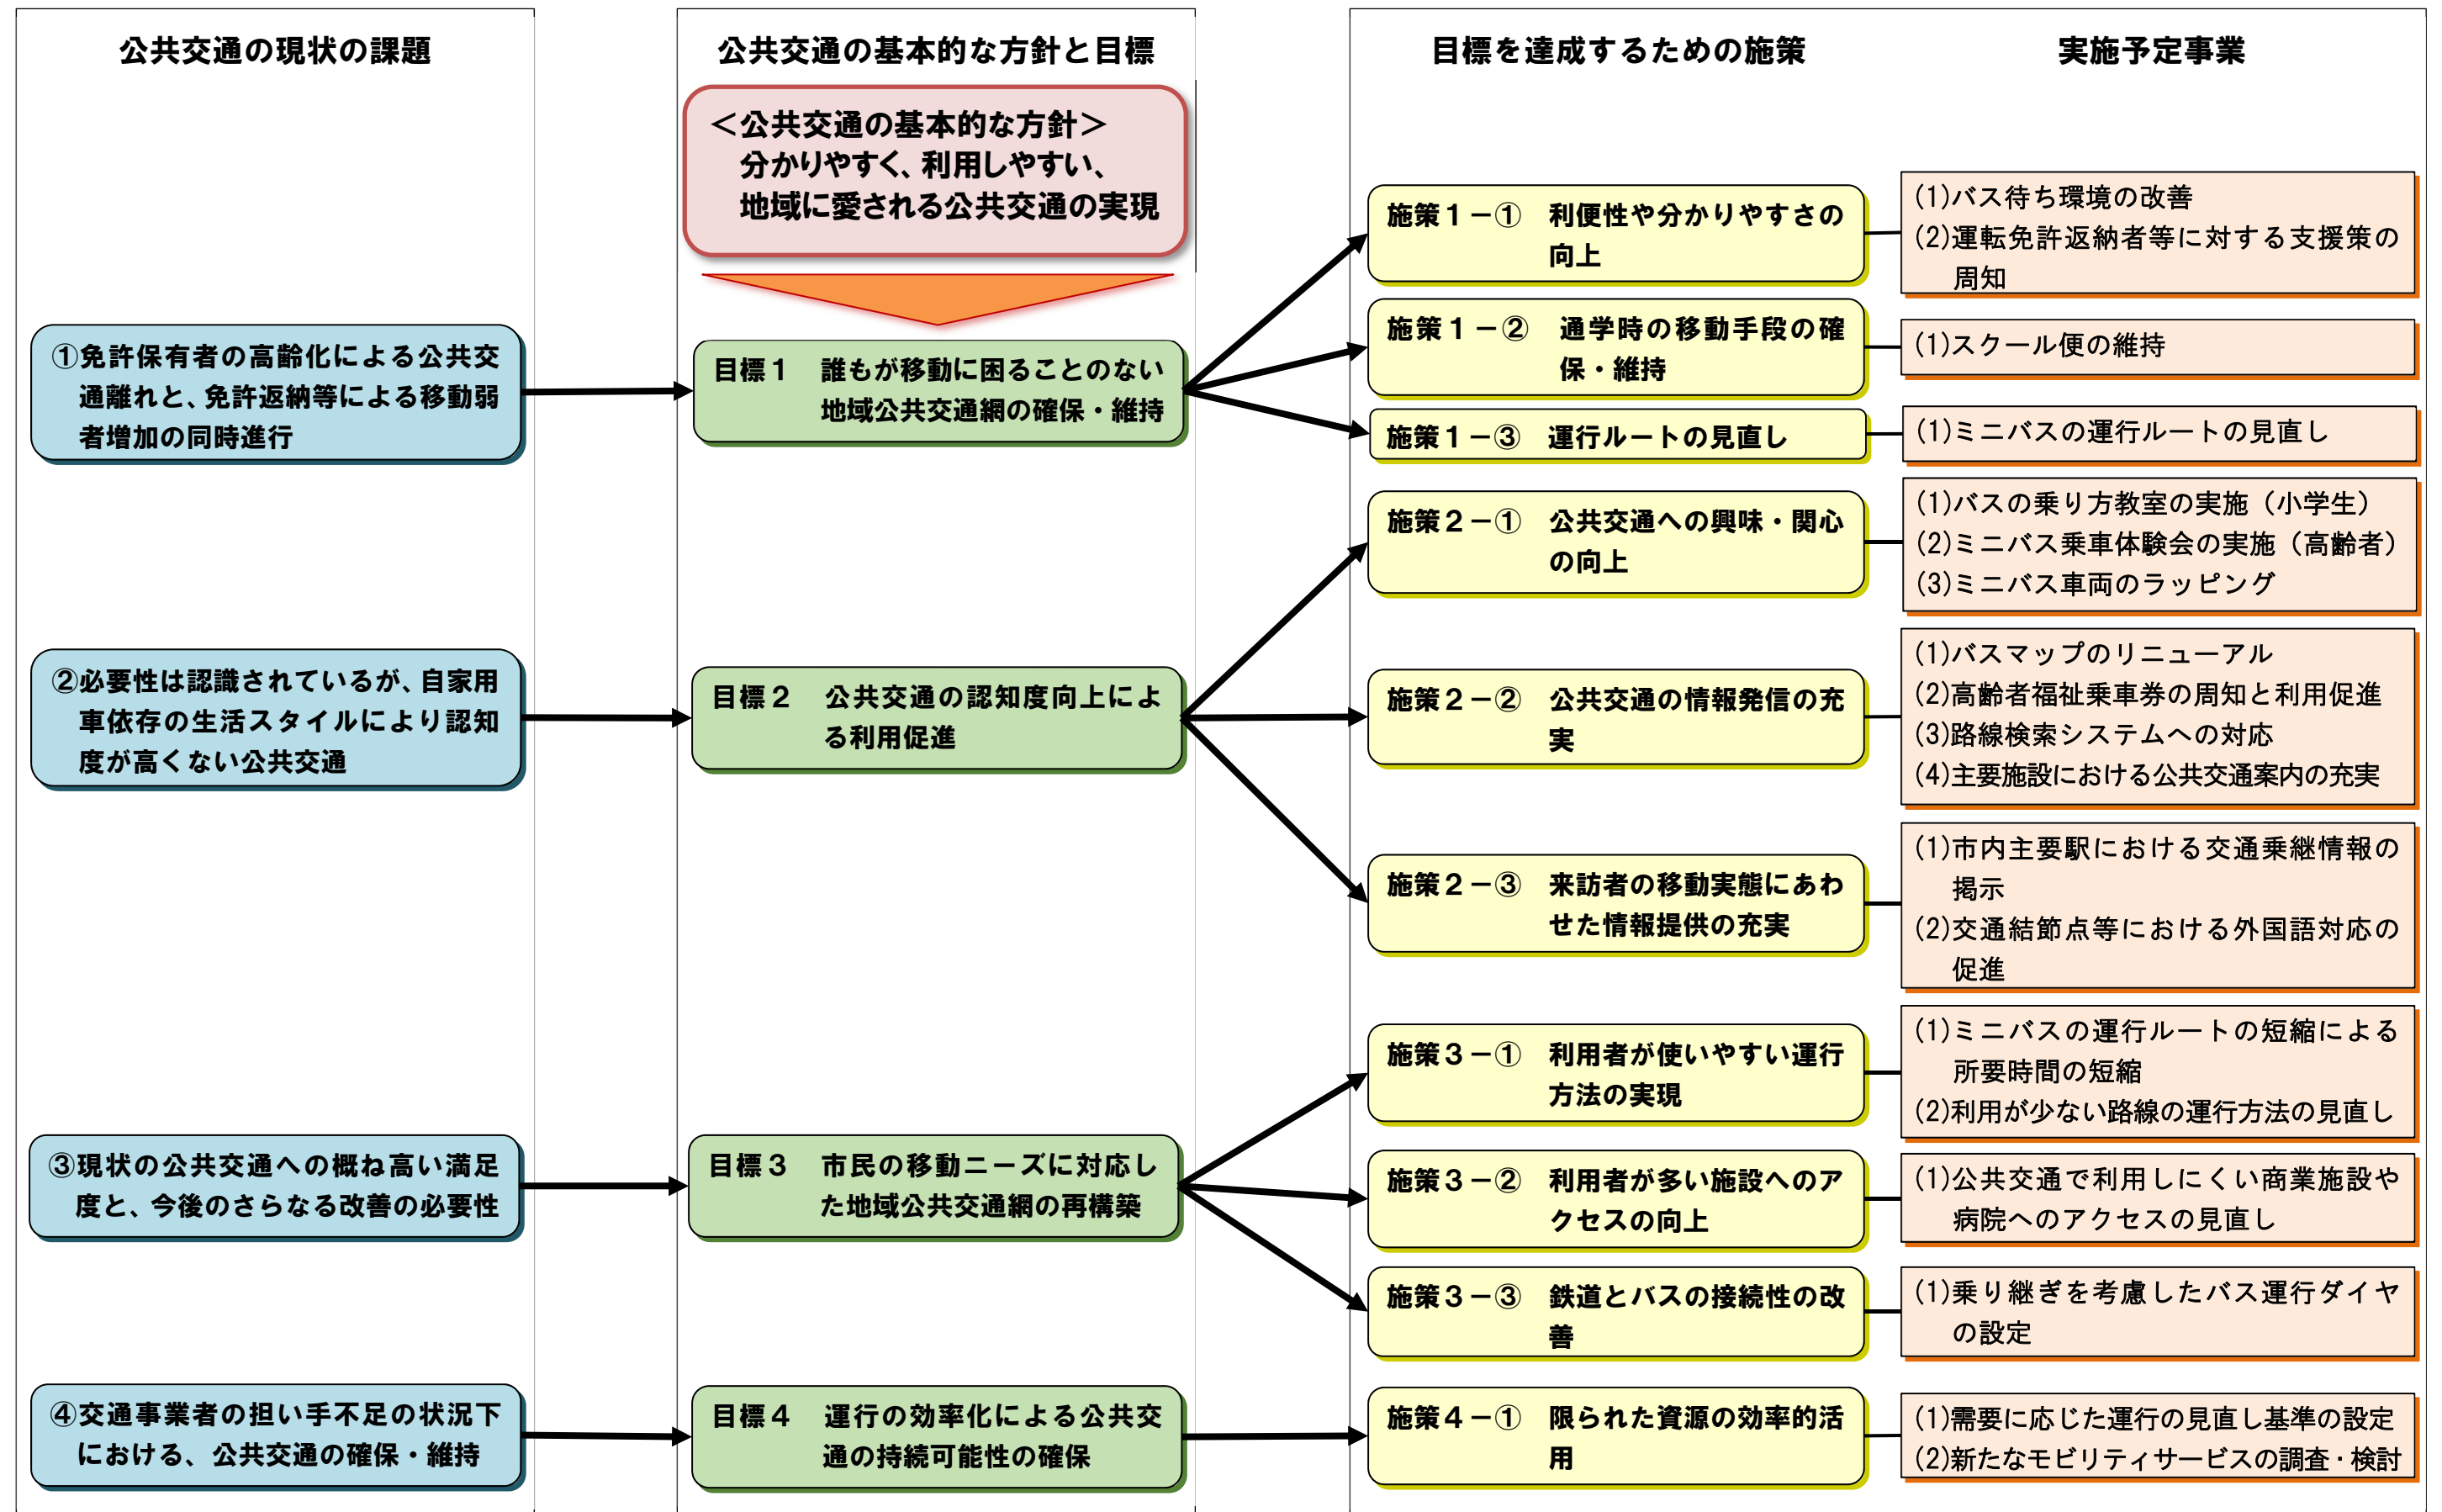 公共交通の現状の課題
①免許保有者の高齢化による公共交
通離れと、免許返納等による移動弱
者増加の同時進行
②必要性は認識されているが、自家用
車依存の生活スタイルにより認知
度が高くない公共交通
③現状の公共交通への概ね高い満足
度と、今後のさらなる改善の必要性
④交通事業者の担い手不足の状況下
における、公共交通の確保・維持
公共交通の基本的な方針と目標
＜公共交通の基本的な方針＞
分かりやすく、利用しやすい、
地域に愛される公共交通の実現
目標１　誰もが移動に困ることのない
地域公共交通網の確保・維持
目標２　公共交通の認知度向上によ
る利用促進
目標３　市民の移動ニーズに対応し
た地域公共交通網の再構築
目標４　運行の効率化による公共交
通の持続可能性の確保
目標を達成するための施策
施策１－①　利便性や分かりやすさの
向上
施策１－②　通学時の移動手段の確
保・維持
施策１－③　運行ルートの見直し
施策２－①　公共交通への興味・関心
の向上
施策２－②　公共交通の情報発信の充
実
施策２－③　来訪者の移動実態にあわ
せた情報提供の充実
施策３－①　利用者が使いやすい運行
方法の実現
施策３－②　利用者が多い施設へのア
クセスの向上
施策３－③　鉄道とバスの接続性の改
善
施策４－①　限られた資源の効率的活
用
実施予定事業
(1)バス待ち環境の改善
(2)運転免許返納者等に対する支援策の
周知
(1)スクール便の維持
(1)ミニバスの運行ルートの見直し
(1)バスの乗り方教室の実施（小学生）
(2)ミニバス乗車体験会の実施（高齢者）
(3)ミニバス車両のラッピング
(1)バスマップのリニューアル
(2)高齢者福祉乗車券の周知と利用促進
(3)路線検索システムへの対応
(4)主要施設における公共交通案内の充実
(1)市内主要駅における交通乗継情報の
掲示
(2)交通結節点等における外国語対応の
促進
(1)ミニバスの運行ルートの短縮による
所要時間の短縮
(2)利用が少ない路線の運行方法の見直し
(1)公共交通で利用しにくい商業施設や
病院へのアクセスの見直し
(1)乗り継ぎを考慮したバス運行ダイヤ
の設定
(1)需要に応じた運行の見直し基準の設定
(2)新たなモビリティサービスの調査・検討